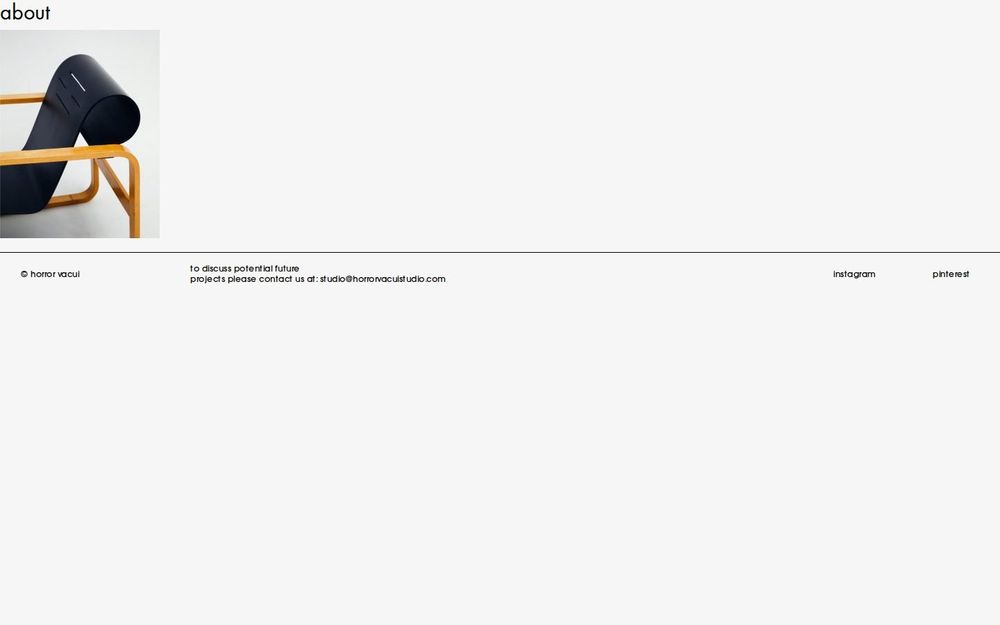 about
© horror vacui
to discuss potential future
projects please contact us at: studio@horrorvacuistudio.com
instagram
pinterest